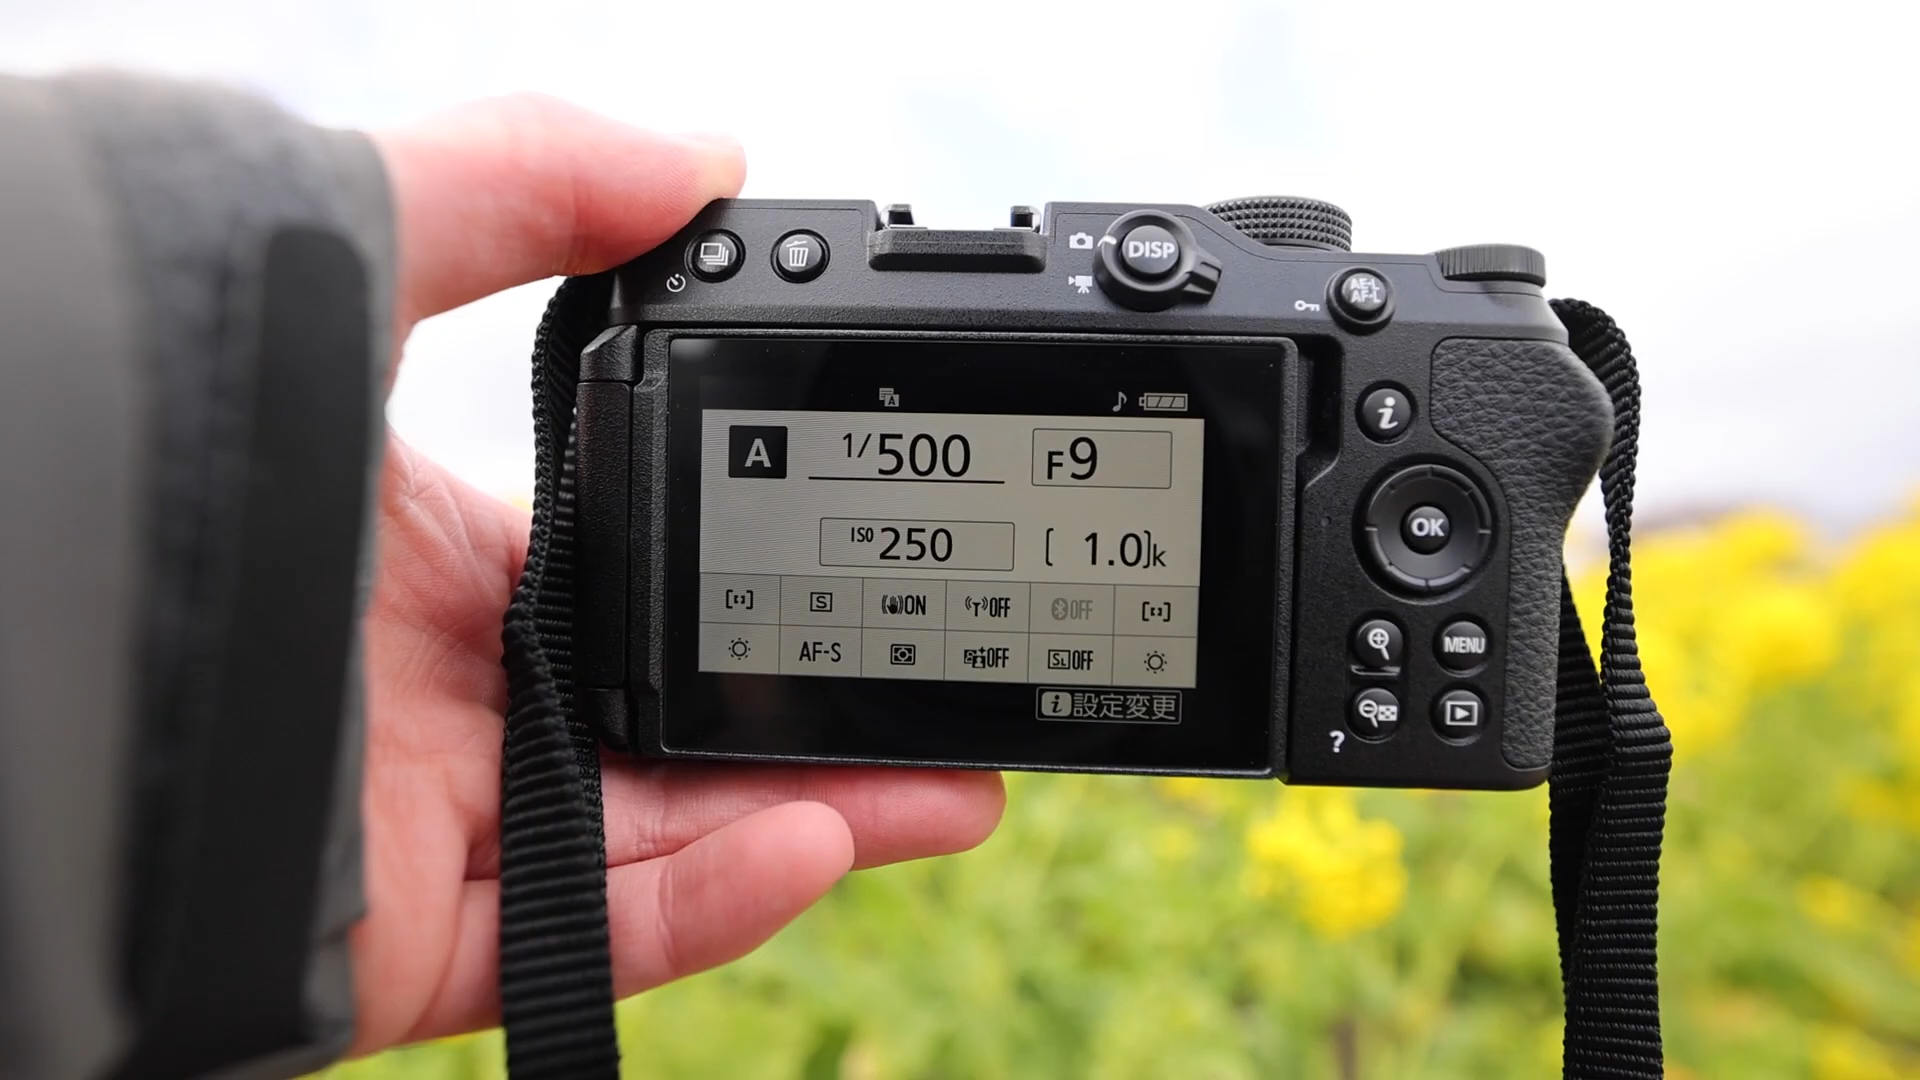 DISP
AE-L
AF-L
A
A 1/500 F9
ISO 250 [ 1.0]k
S ON T OFF OFF
AF-S OFF SL OFF
i 設定変更
i
OK
MENU
?